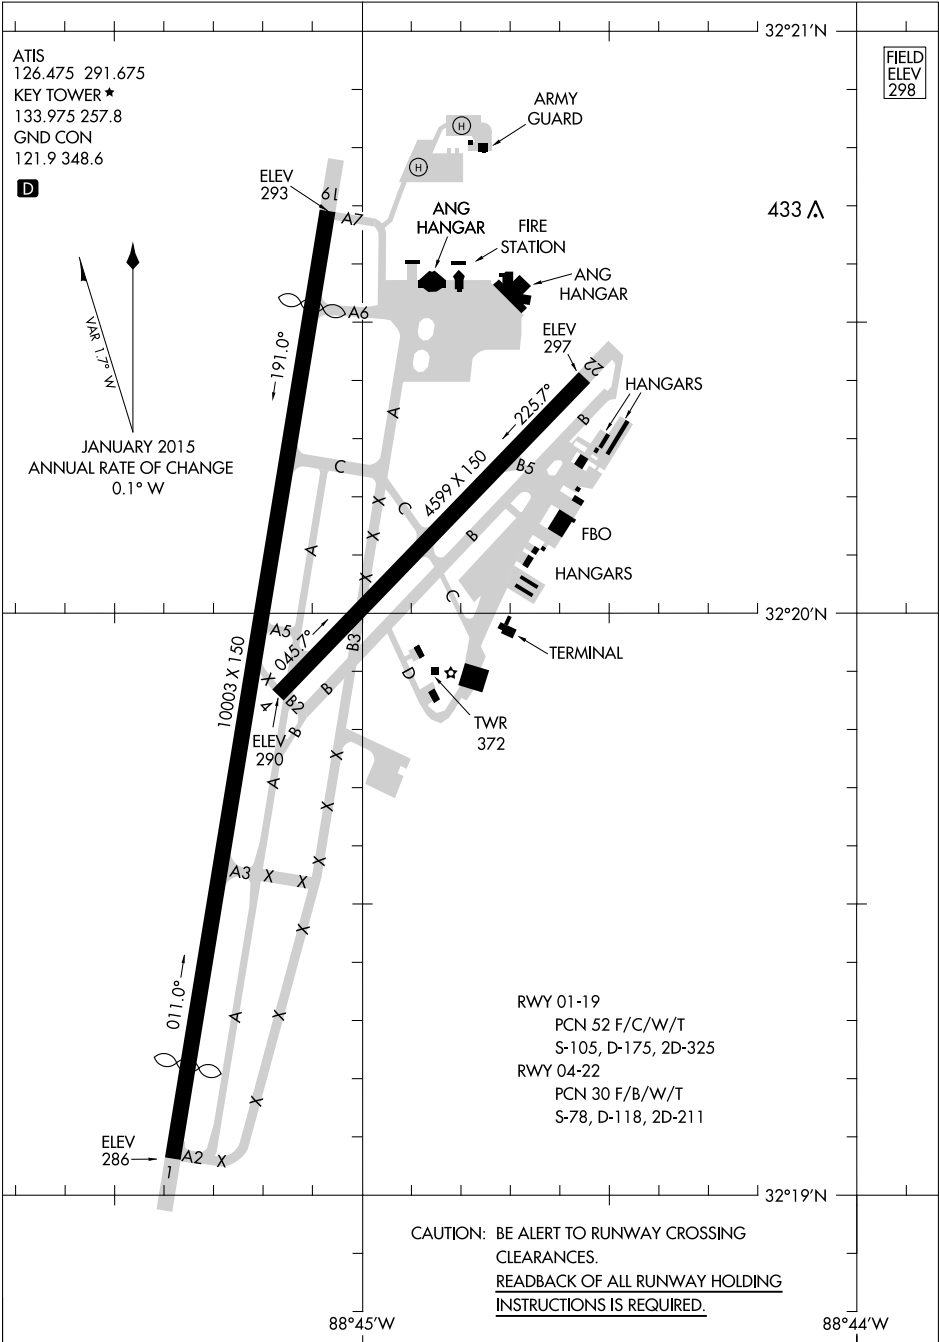 32°21'N
ATIS
126.475 291.675
KEY TOWER★
133.975 257.8
GND CON
121.9 348.6
D
FIELD
ELEV
298
ARMY
GUARD
H
H
ELEV
293
19
A7
433
ANG
HANGAR
FIRE
STATION
ANG
HANGAR
A6
VAR 1.7° W
191.0°
ELEV
297
22
HANGARS
JANUARY 2015
ANNUAL RATE OF CHANGE
0.1° W
A
225.7°
B
4599 X 150
B5
C
X
C
X
B
FBO
A
X
HANGARS
C
32°20'N
A5
045.7°
B3
TERMINAL
10003 X 150
X
D
B
4
B2
TWR
372
ELEV
290
B
X
A
X
X
A3
X
X
X
011.0°
A
X
RWY 01-19
PCN 52 F/C/W/T
S-105, D-175, 2D-325
RWY 04-22
PCN 30 F/B/W/T
S-78, D-118, 2D-211
X
ELEV
286
A2
X
1
32°19'N
CAUTION: BE ALERT TO RUNWAY CROSSING
CLEARANCES.
READBACK OF ALL RUNWAY HOLDING
INSTRUCTIONS IS REQUIRED.
88°45'W
88°44'W